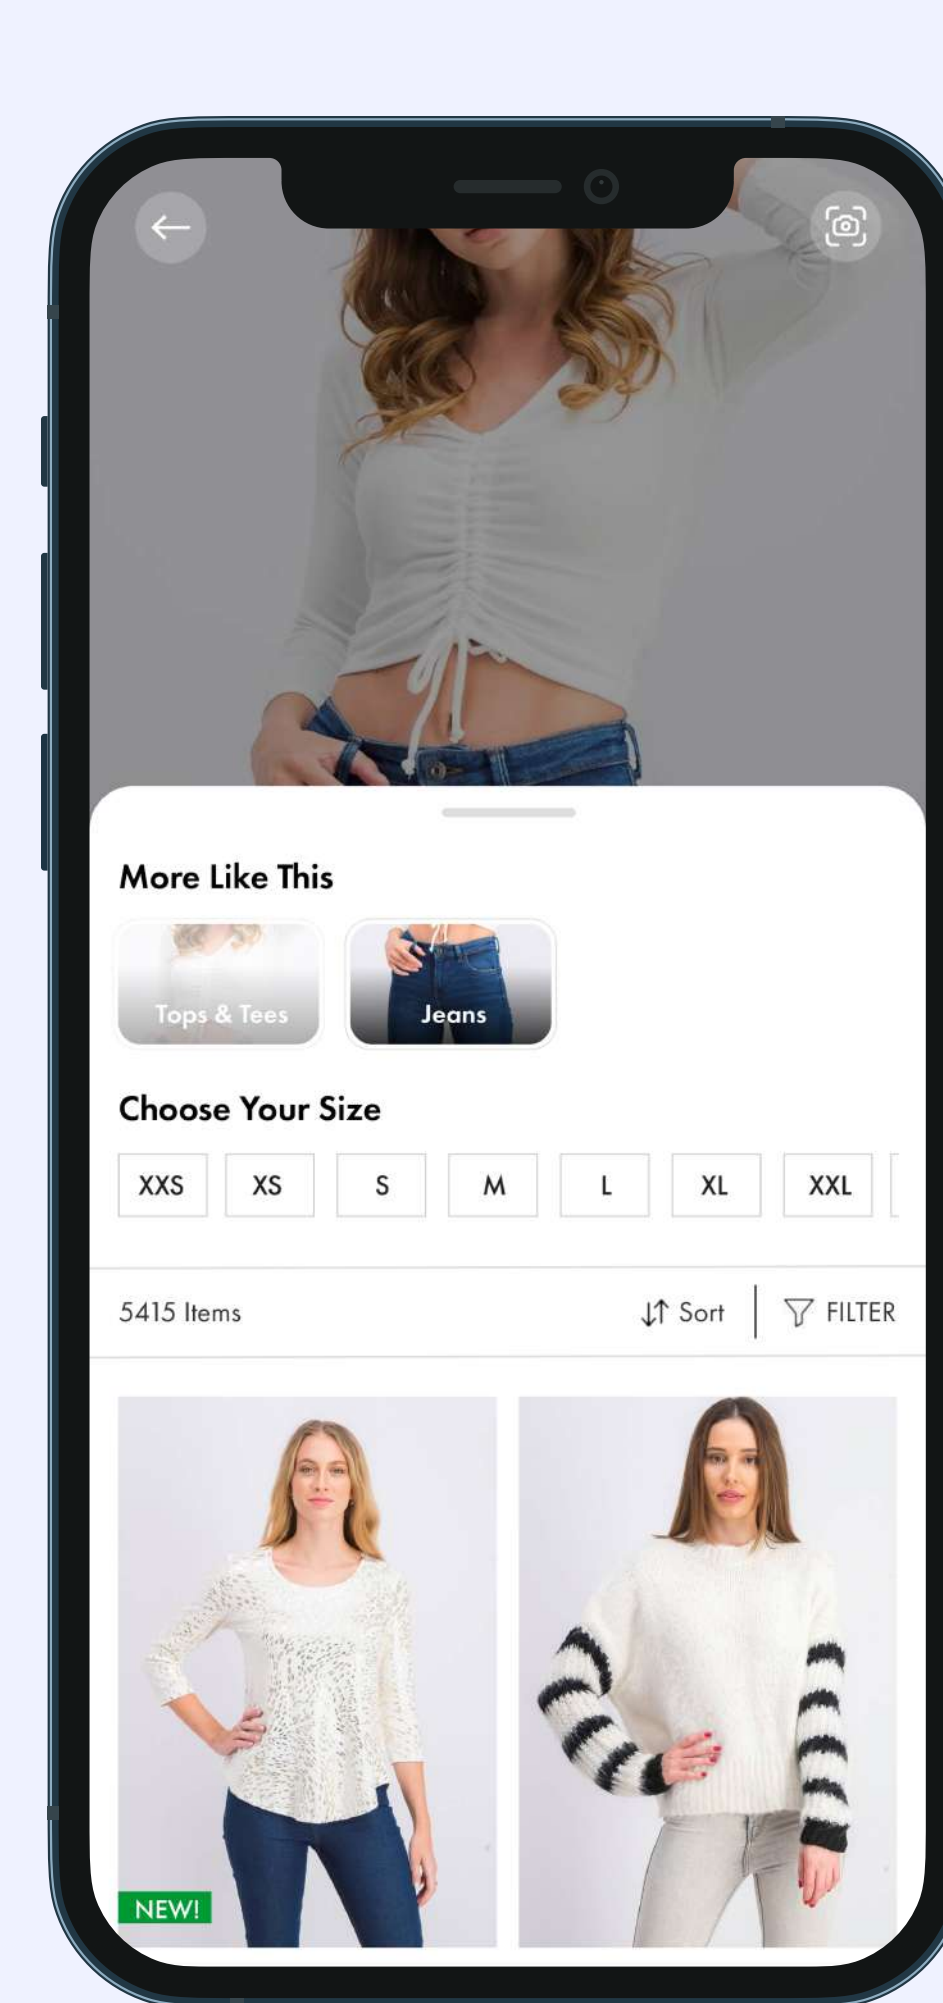 More Like This
Tops & Tees
Jeans
Choose Your Size
XXS
XS
S
M
L
XL
XXL
5415 Items
Sort
FILTER
NEW!